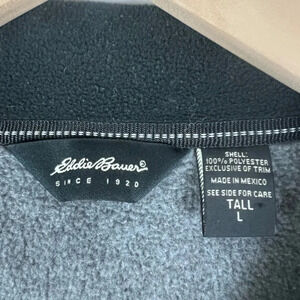 Eddie Bauer®
SINCE 1920
SHELL:
100% POLYESTER
EXCLUSIVE OF TRIM
MADE IN MEXICO
SEE SIDE FOR CARE
TALL
L